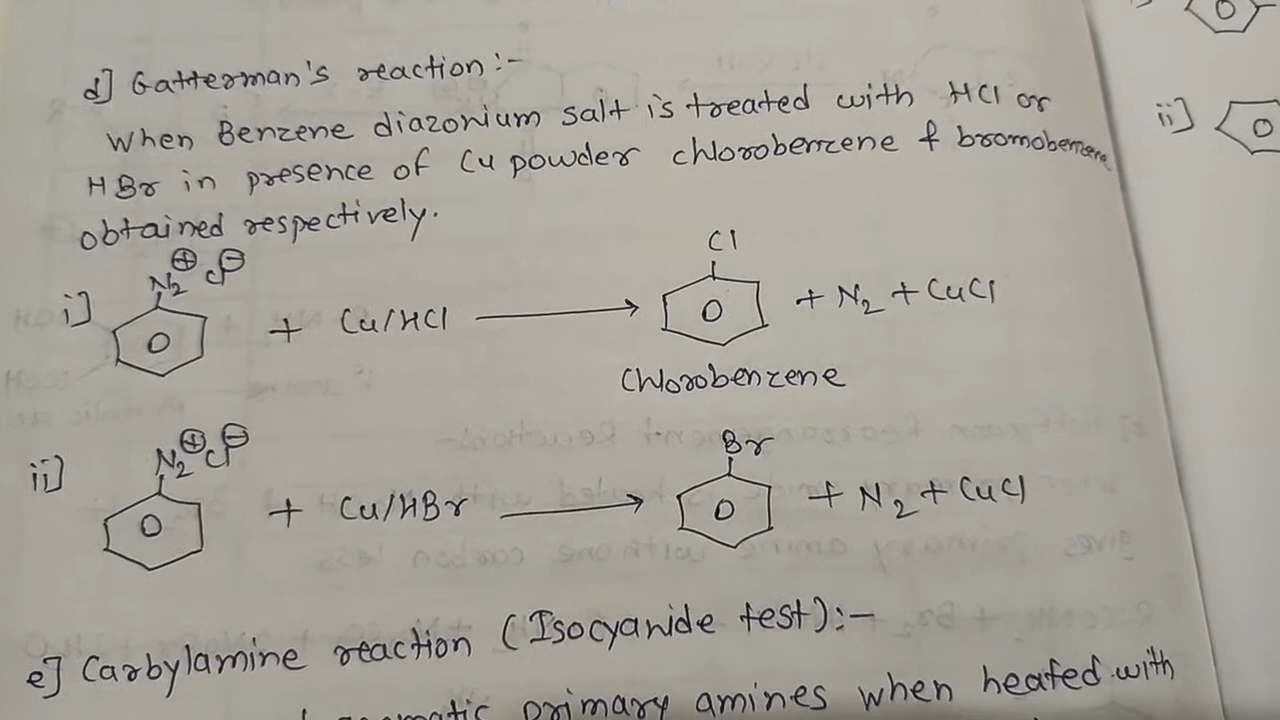 d] Gatterman's reaction :-
When Benzene diazonium salt is treated with HCl or
HBr in presence of Cu powder chlorobenzene & bromobenzene
obtained respectively.
i] N₂⊕ Cl⊖ + Cu/HCl ⟶ Cl + N₂ + CuCl
Chlorobenzene
ii] N₂⊕ Cl⊖ + Cu/HBr ⟶ Br + N₂ + CuCl
e] Carbylamine reaction (Isocyanide test):-
primary amines when heated with
ii]